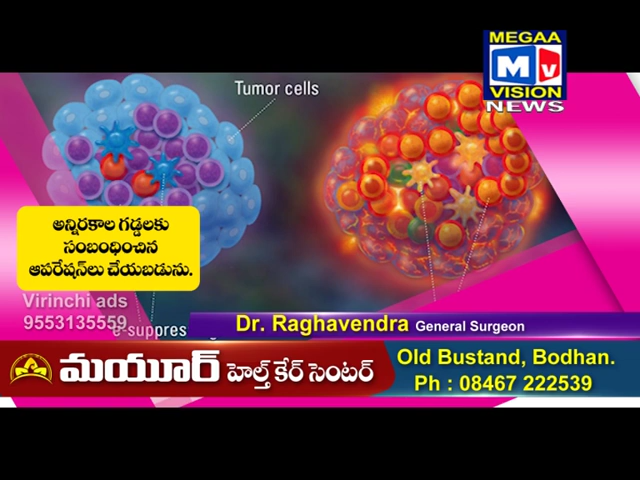 MEGAA
Mv
VISION
NEWS
Tumor cells
అన్నిరకాల గడ్డలకు
సంబంధించిన
ఆపరేషన్‌లు చేయబడును.
Virinchi ads
9553135559
e-suppres
Dr. Raghavendra General Surgeon
మయూర్ హెల్త్ కేర్ సెంటర్
Old Bustand, Bodhan.
Ph : 08467 222539